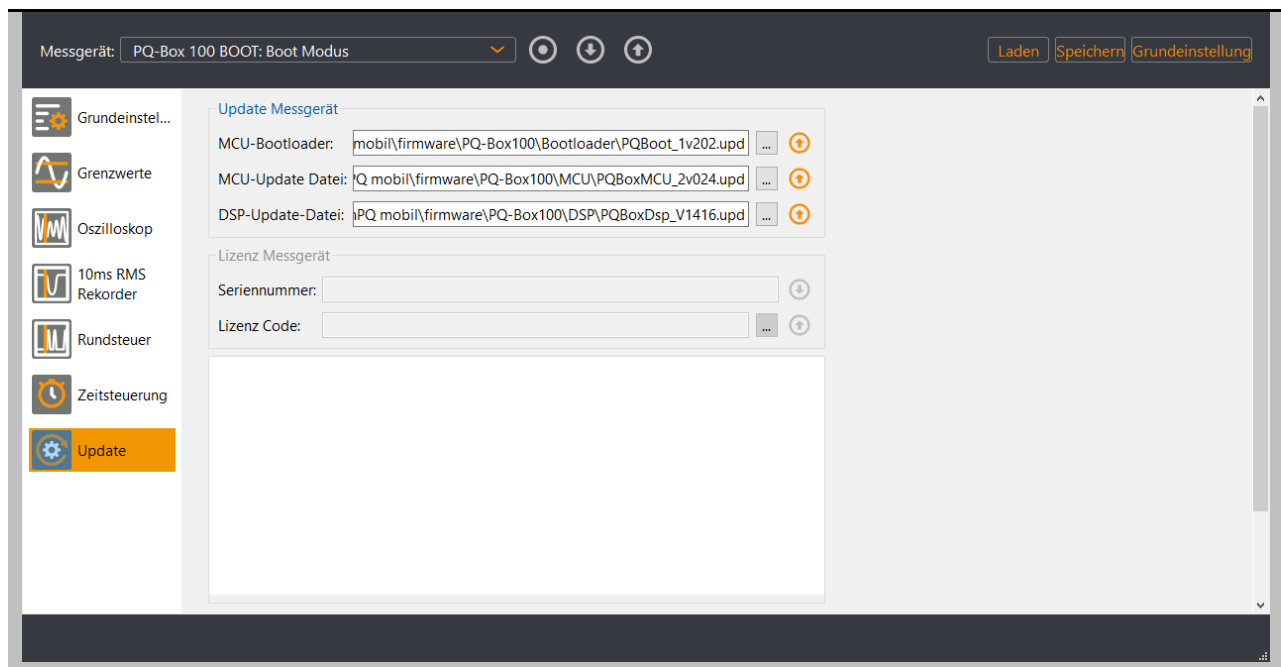 Messgerät: PQ-Box 100 BOOT: Boot Modus Laden Speichern Grundeinstellung
Grundeinstel...
Grenzwerte
Oszilloskop
10ms RMS
Rekorder
Rundsteuer
Zeitsteuerung
Update
Update Messgerät
MCU-Bootloader: mobil\firmware\PQ-Box100\Bootloader\PQBoot_1v202.upd ...
MCU-Update Datei: PQ mobil\firmware\PQ-Box100\MCU\PQBoxMCU_2v024.upd ...
DSP-Update-Datei: nPQ mobil\firmware\PQ-Box100\DSP\PQBoxDsp_V1416.upd ...
Lizenz Messgerät
Seriennummer:
Lizenz Code: ...